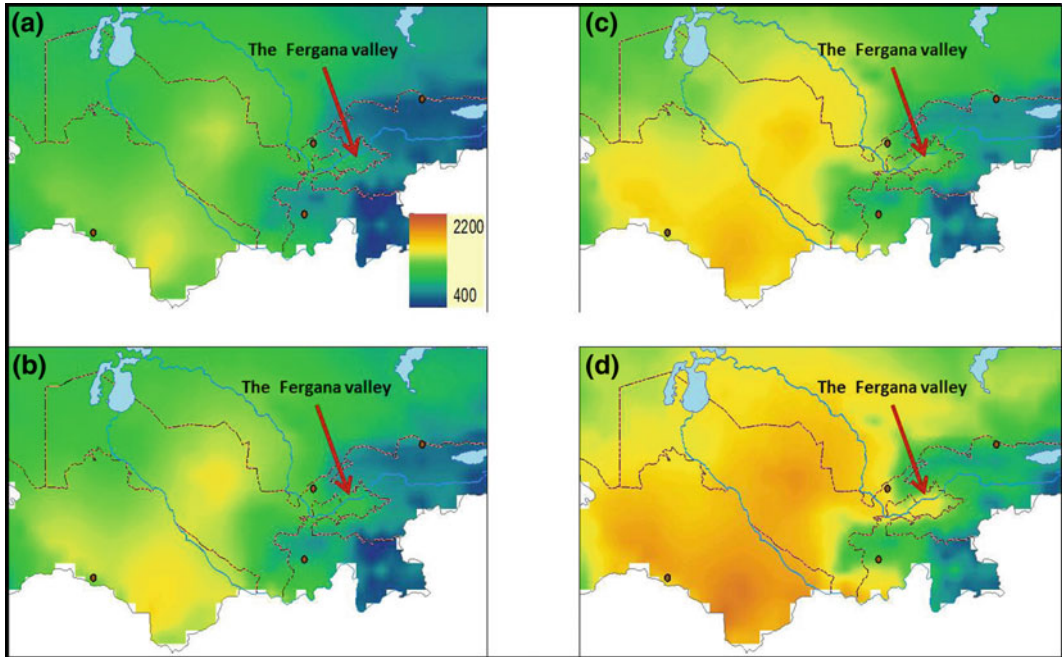 (a)
The Fergana valley
2200
400
(c)
The Fergana valley
(b)
The Fergana valley
(d)
The Fergana valley